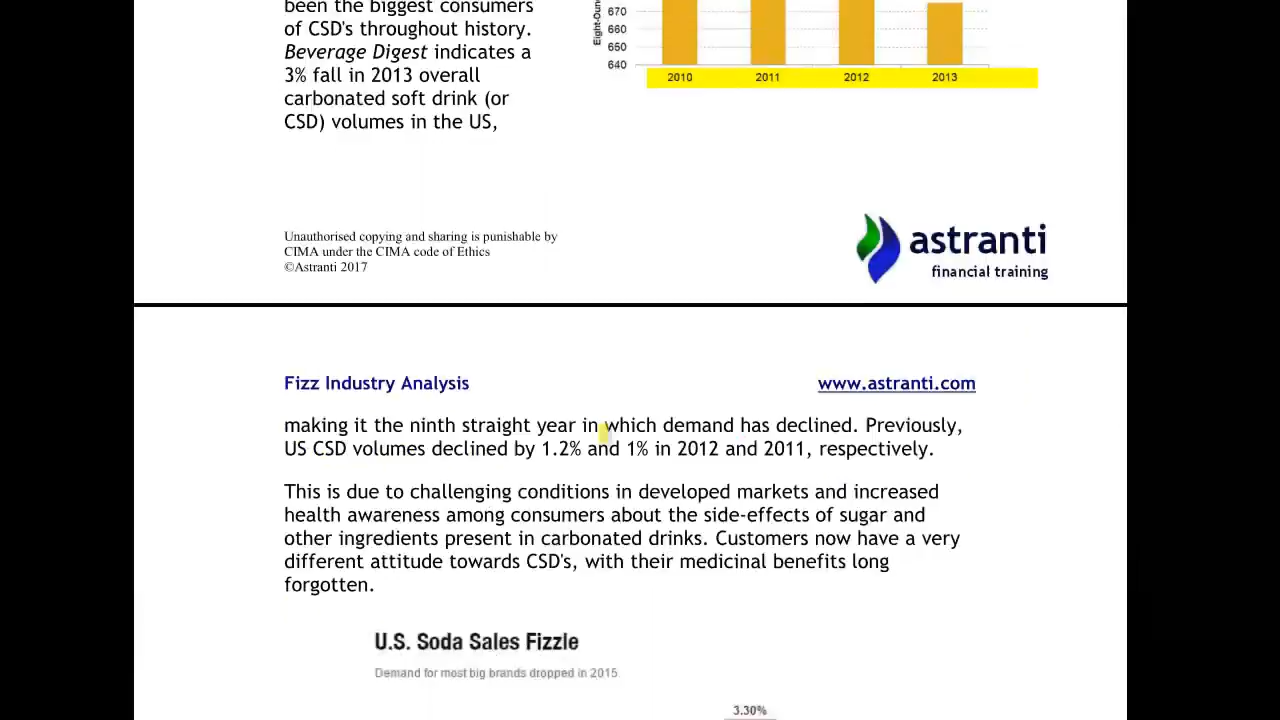 been the biggest consumers
of CSD's throughout history.
Beverage Digest indicates a
3% fall in 2013 overall
carbonated soft drink (or
CSD) volumes in the US,
Eight-Oun
670
660
650
640
2010 2011 2012 2013
Unauthorised copying and sharing is punishable by
CIMA under the CIMA code of Ethics
©Astranti 2017
astranti
financial training
Fizz Industry Analysis www.astranti.com
making it the ninth straight year in which demand has declined. Previously,
US CSD volumes declined by 1.2% and 1% in 2012 and 2011, respectively.
This is due to challenging conditions in developed markets and increased
health awareness among consumers about the side-effects of sugar and
other ingredients present in carbonated drinks. Customers now have a very
different attitude towards CSD's, with their medicinal benefits long
forgotten.
U.S. Soda Sales Fizzle
Demand for most big brands dropped in 2015
3.30%